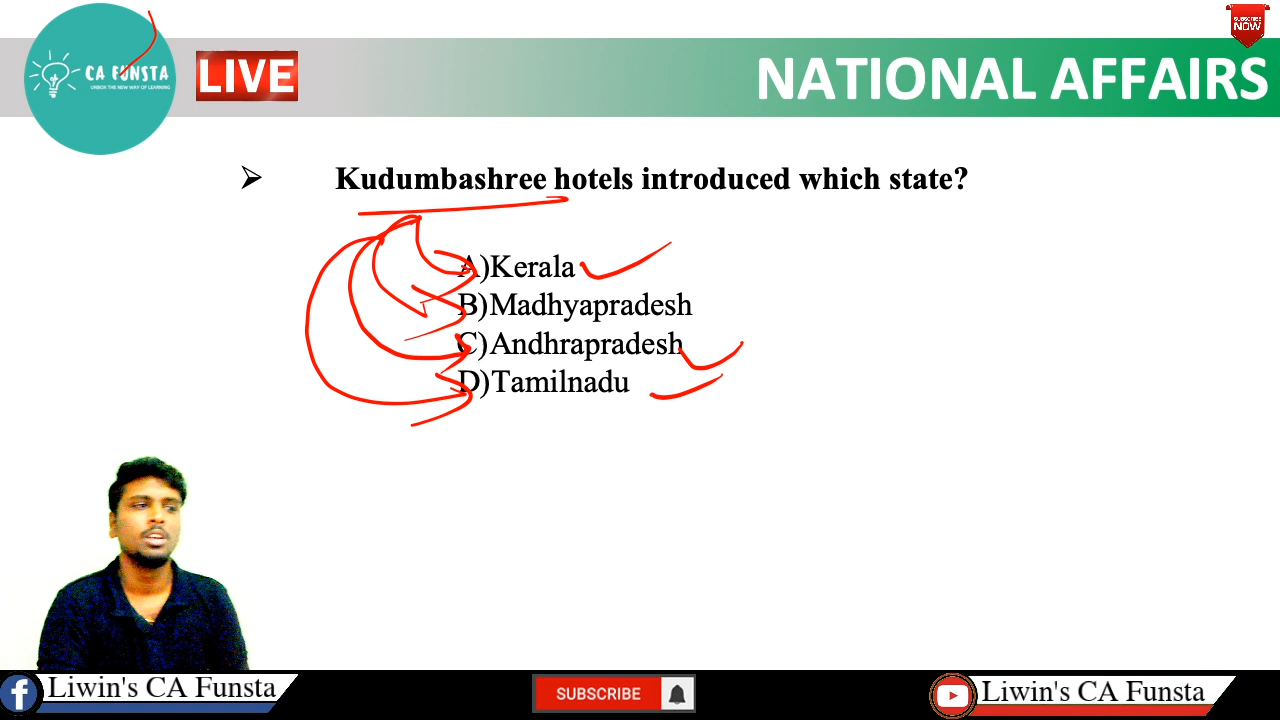 SUBSCRIBE
NOW
CA FUNSTA
UNBOX THE NEW WAY OF LEARNING
LIVE
NATIONAL AFFAIRS
Kudumbashree hotels introduced which state?
A)Kerala
B)Madhyapradesh
C)Andhrapradesh
D)Tamilnadu
Liwin's CA Funsta
SUBSCRIBE
Liwin's CA Funsta